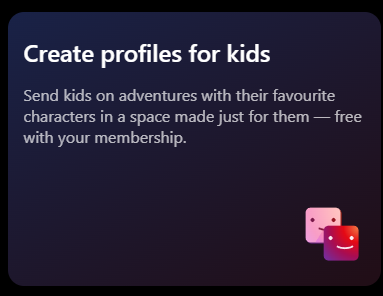 Create profiles for kids
Send kids on adventures with their favourite
characters in a space made just for them — free
with your membership.